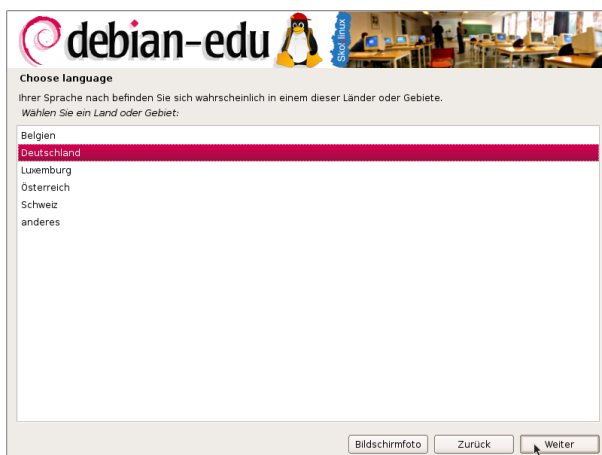 debian-edu
Skolelinux
Choose language
Ihrer Sprache nach befinden Sie sich wahrscheinlich in einem dieser Länder oder Gebiete.
Wählen Sie ein Land oder Gebiet:
Belgien
Deutschland
Luxemburg
Österreich
Schweiz
anderes
Bildschirmfoto
Zurück
Weiter